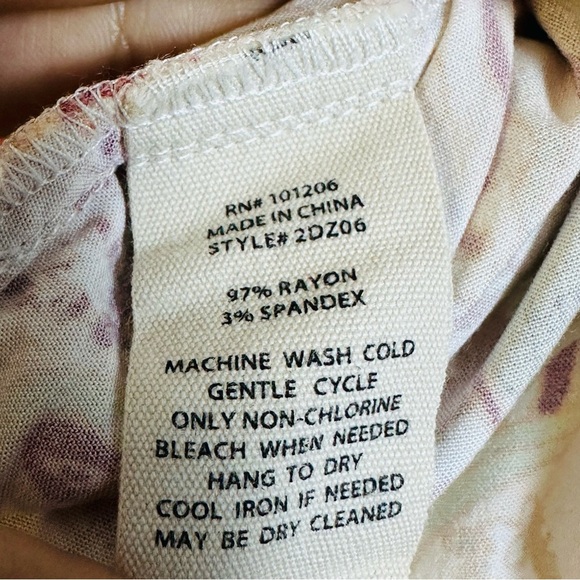 RN# 101206
MADE IN CHINA
STYLE# 2DZ06
97% RAYON
3% SPANDEX
MACHINE WASH COLD
GENTLE CYCLE
ONLY NON-CHLORINE
BLEACH WHEN NEEDED
HANG TO DRY
COOL IRON IF NEEDED
MAY BE DRY CLEANED